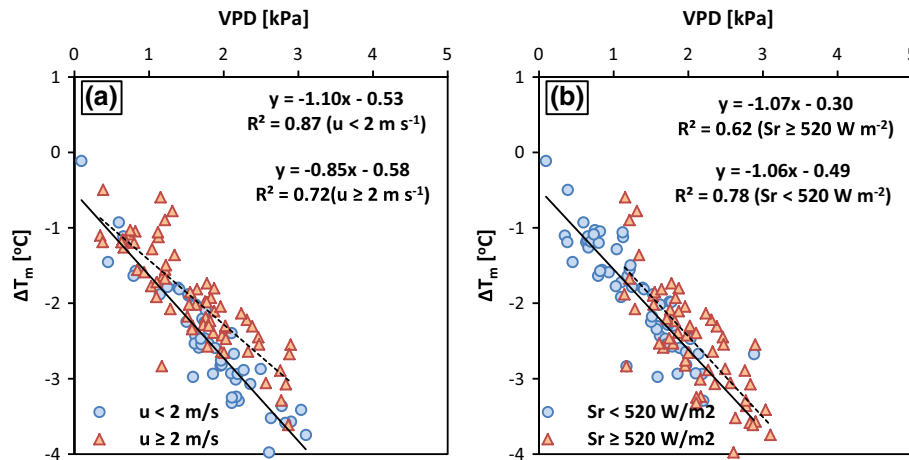 VPD [kPa]
0 1 2 3 4 5
1
0
-1
-2
-3
-4
ΔTm [ºC]
(a)
y = -1.10x - 0.53
R² = 0.87 (u < 2 m s⁻¹)
y = -0.85x - 0.58
R² = 0.72(u ≥ 2 m s⁻¹)
u < 2 m/s
u ≥ 2 m/s
VPD [kPa]
0 1 2 3 4 5
1
0
-1
-2
-3
-4
ΔTm [ºC]
(b)
y = -1.07x - 0.30
R² = 0.62 (Sr ≥ 520 W m⁻²)
y = -1.06x - 0.49
R² = 0.78 (Sr < 520 W m⁻²)
Sr < 520 W/m2
Sr ≥ 520 W/m2